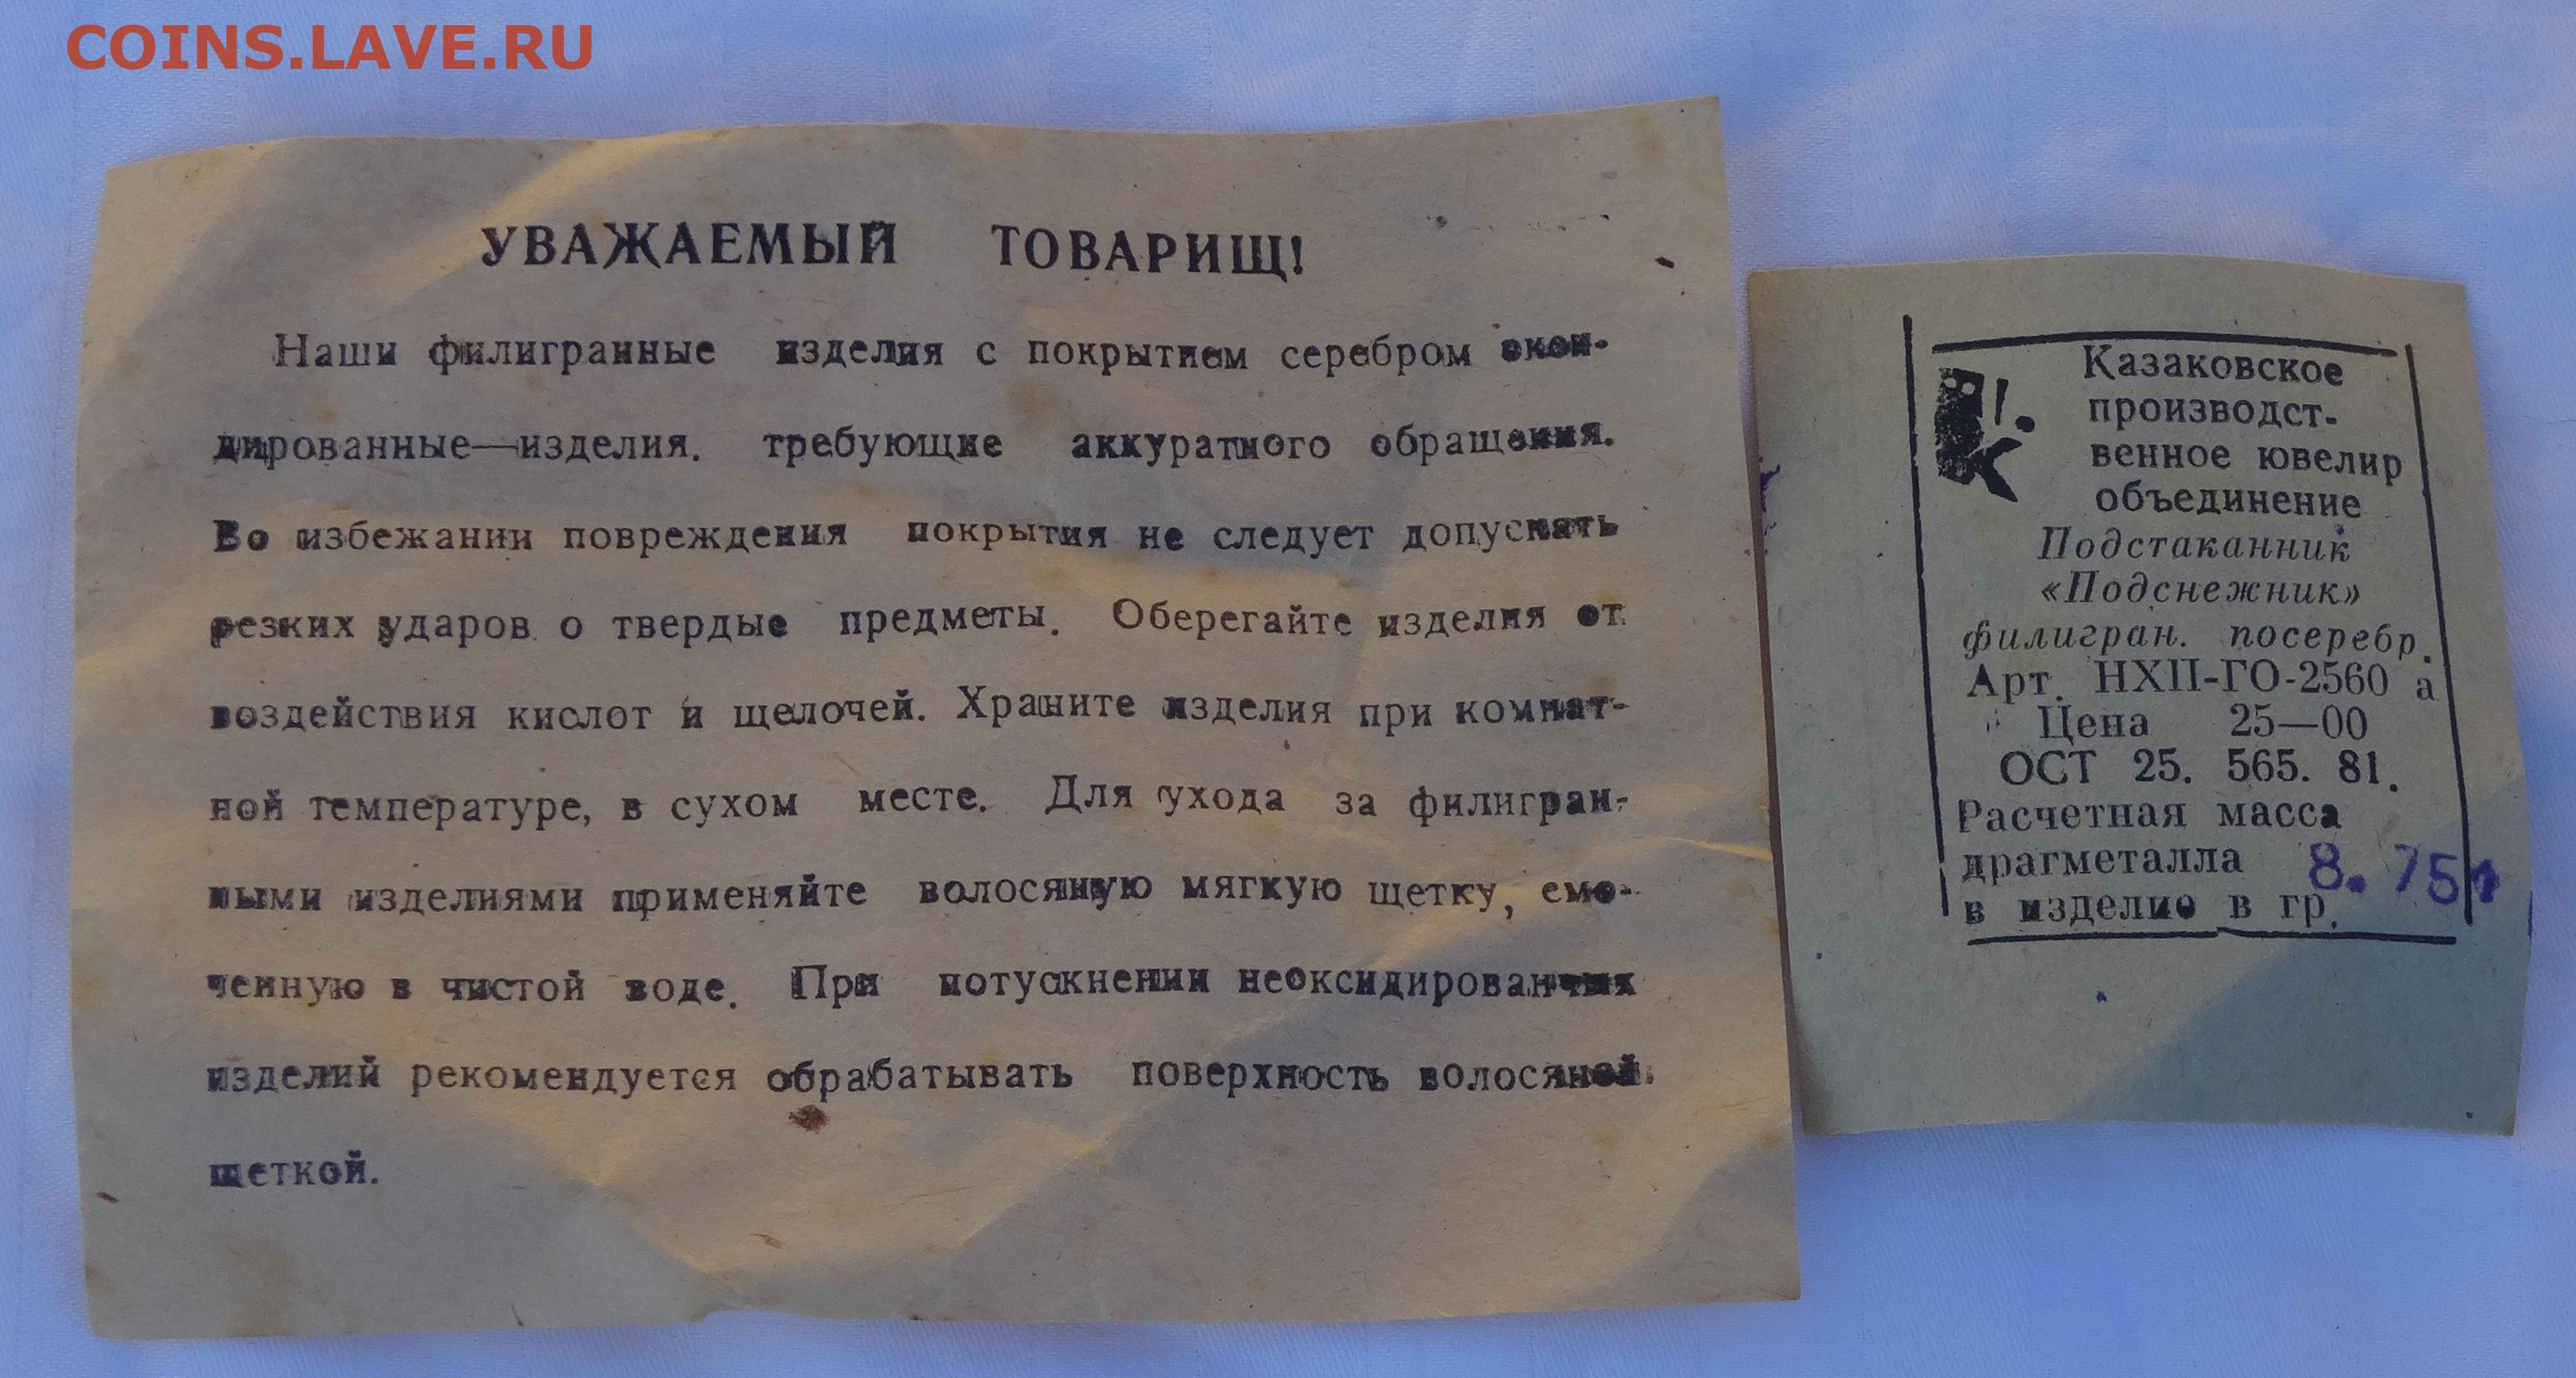 COINS.LAVE.RU
УВАЖАЕМЫЙ ТОВАРИЩ!
Наши филигранные изделия с покрытием серебром
дированные—изделия. требующие аккуратного обращения.
Во избежании повреждения покрытия не следует допускать
резких ударов о твердые предметы. Оберегайте изделия от
воздействия кислот и щелочей. Храните изделия при комнат-
ной температуре, в сухом месте. Для ухода за филигран-
ными изделиями применяйте волосяную мягкую щетку, смо-
ченную в чистой воде. При потускнении неоксидированных
изделий рекомендуется обрабатывать поверхность волосяной
щеткой.
Казаковское
производст-
венное ювелир
объединение
Подстаканник
«Подснежник»
филигран. посеребр.
Арт. НХП-ГО-2560 а
Цена 25—00
ОСТ 25. 565. 81.
Расчетная масса
драгметалла 8.751
в изделие в гр.